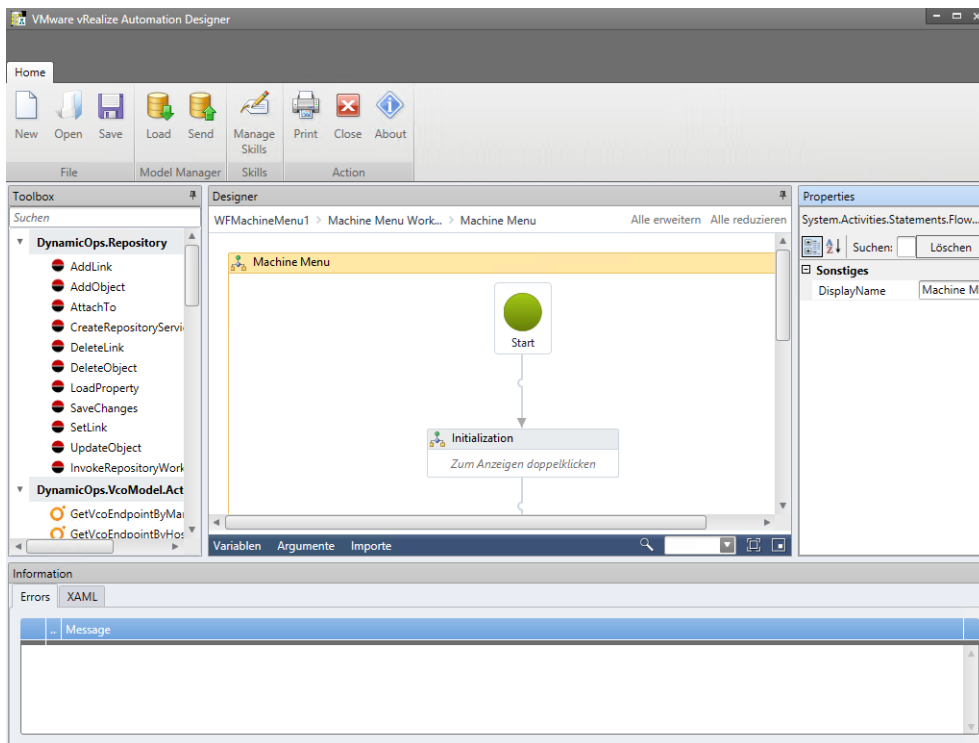 VMware vRealize Automation Designer
Home
New Open Save Load Send Manage Skills Print Close About
File Model Manager Skills Action
Toolbox
Suchen
DynamicOps.Repository
AddLink
AddObject
AttachTo
CreateRepositoryServi
DeleteLink
DeleteObject
LoadProperty
SaveChanges
SetLink
UpdateObject
InvokeRepositoryWork
DynamicOps.VcoModel.Act
GetVcoEndpointByMa
GetVcoEndpointByHos
Designer
WFMachineMenu1 > Machine Menu Work... > Machine Menu Alle erweitern Alle reduzieren
Machine Menu
Start
Initialization
Zum Anzeigen doppelklicken
Variablen Argumente Importe
Properties
System.Activities.Statements.Flow...
Suchen: Löschen
Sonstiges
DisplayName Machine M
Information
Errors XAML
.. Message